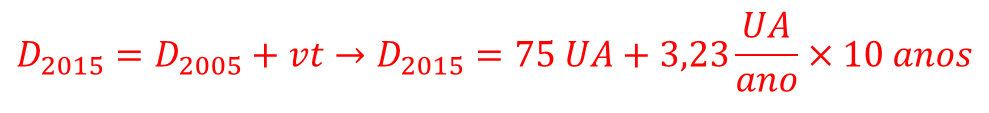 D₂₀₁₅ = D₂₀₀₅ + vt → D₂₀₁₅ = 75 UA + 3,23 UA/ano × 10 anos